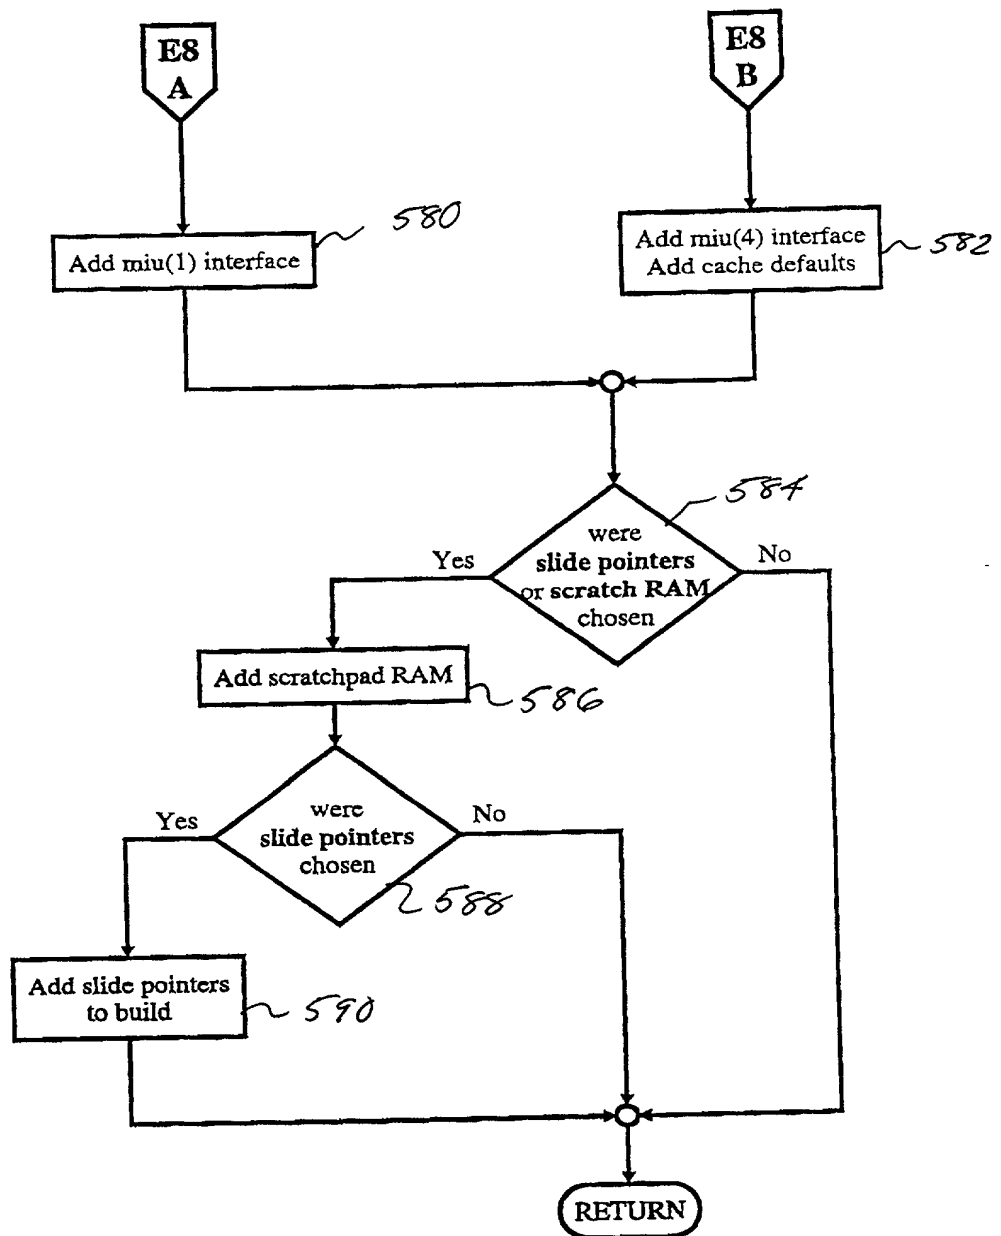 E8
A
E8
B
580
Add miu(1) interface
Add miu(4) interface
Add cache defaults
582
584
were
slide pointers
or scratch RAM
chosen
Yes
No
Add scratchpad RAM
586
were
slide pointers
chosen
Yes
No
588
Add slide pointers
to build
590
RETURN